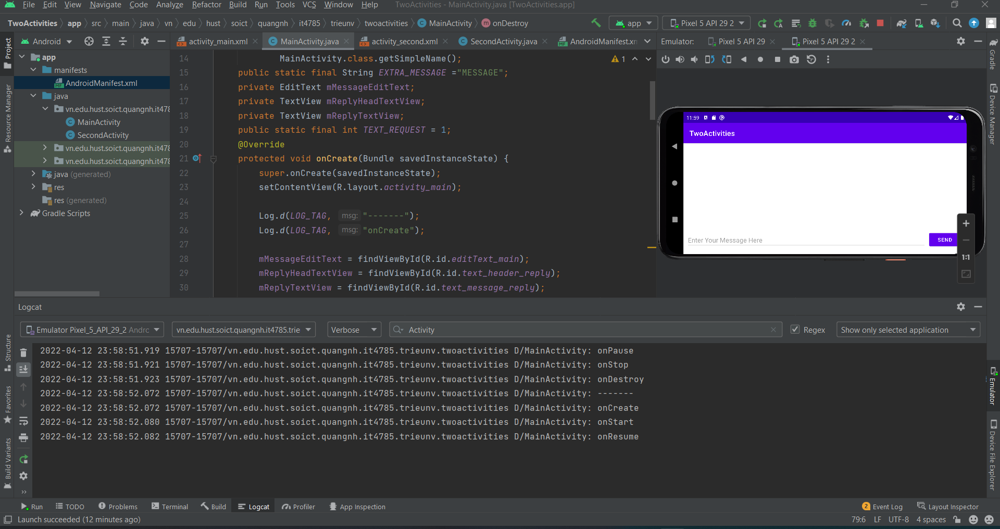 File Edit View Navigate Code Analyze Refactor Build Run Tools VCS Window Help TwoActivities - MainActivity.java [TwoActivities.app]
TwoActivities app src main java vn edu hust soict quangnh it4785 trieunv twoactivities MainActivity onDestroy app Pixel 5 API 29 2
Android activity_main.xml MainActivity.java activity_second.xml SecondActivity.java AndroidManifest.xn Emulator: Pixel 5 API 29 Pixel 5 API 29 2
Project
Resource Manager
Structure
Favorites
Build Variants
app
manifests
AndroidManifest.xml
java
vn.edu.hust.soict.quangnh.it478
MainActivity
SecondActivity
vn.edu.hust.soict.quangnh.it478
vn.edu.hust.soict.quangnh.it478
java (generated)
res
res (generated)
Gradle Scripts
14 MainActivity.class.getSimpleName();
15 public static final String EXTRA_MESSAGE ="MESSAGE";
16 private EditText mMessageEditText;
17 private TextView mReplyHeadTextView;
18 private TextView mReplyTextView;
19 public static final int TEXT_REQUEST = 1;
20 @Override
21 protected void onCreate(Bundle savedInstanceState) {
22 super.onCreate(savedInstanceState);
23 setContentView(R.layout.activity_main);
24
25 Log.d(LOG_TAG, msg: "-------");
26 Log.d(LOG_TAG, msg: "onCreate");
27
28 mMessageEditText = findViewById(R.id.editText_main);
29 mReplyHeadTextView = findViewById(R.id.text_header_reply);
30 mReplyTextView = findViewById(R.id.text_message_reply);
1
11:59
TwoActivities
Enter Your Message Here SEND
1:1
Gradle
Device Manager
Emulator
Device File Explorer
Logcat
Emulator Pixel_5_API_29_2 Andrc vn.edu.hust.soict.quangnh.it4785.trie Verbose Activity Regex Show only selected application
2022-04-12 23:58:51.919 15707-15707/vn.edu.hust.soict.quangnh.it4785.trieunv.twoactivities D/MainActivity: onPause
2022-04-12 23:58:51.921 15707-15707/vn.edu.hust.soict.quangnh.it4785.trieunv.twoactivities D/MainActivity: onStop
2022-04-12 23:58:51.923 15707-15707/vn.edu.hust.soict.quangnh.it4785.trieunv.twoactivities D/MainActivity: onDestroy
2022-04-12 23:58:52.072 15707-15707/vn.edu.hust.soict.quangnh.it4785.trieunv.twoactivities D/MainActivity: -------
2022-04-12 23:58:52.072 15707-15707/vn.edu.hust.soict.quangnh.it4785.trieunv.twoactivities D/MainActivity: onCreate
2022-04-12 23:58:52.080 15707-15707/vn.edu.hust.soict.quangnh.it4785.trieunv.twoactivities D/MainActivity: onStart
2022-04-12 23:58:52.082 15707-15707/vn.edu.hust.soict.quangnh.it4785.trieunv.twoactivities D/MainActivity: onResume
Run TODO Problems Terminal Build Logcat Profiler App Inspection 2 Event Log Layout Inspector
Launch succeeded (12 minutes ago) 79:6 LF UTF-8 4 spaces